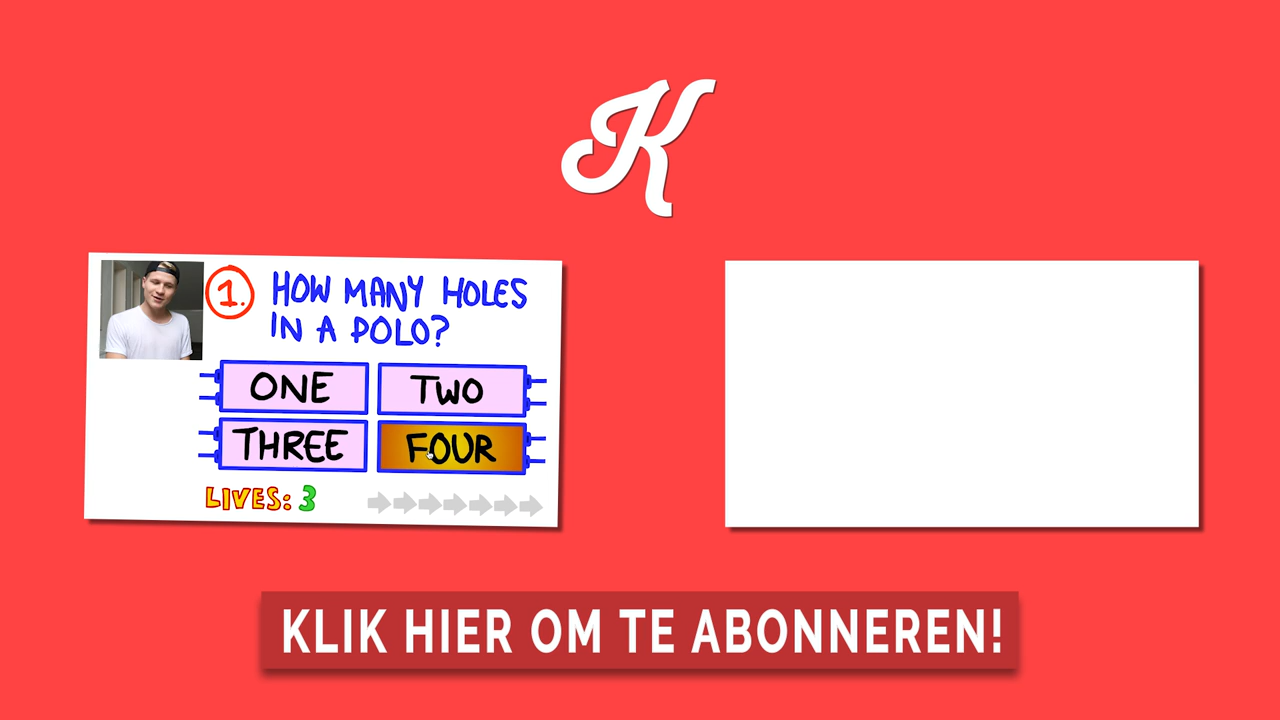 K
1. HOW MANY HOLES
IN A POLO?
ONE
TWO
THREE
FOUR
LIVES: 3
KLIK HIER OM TE ABONNEREN!